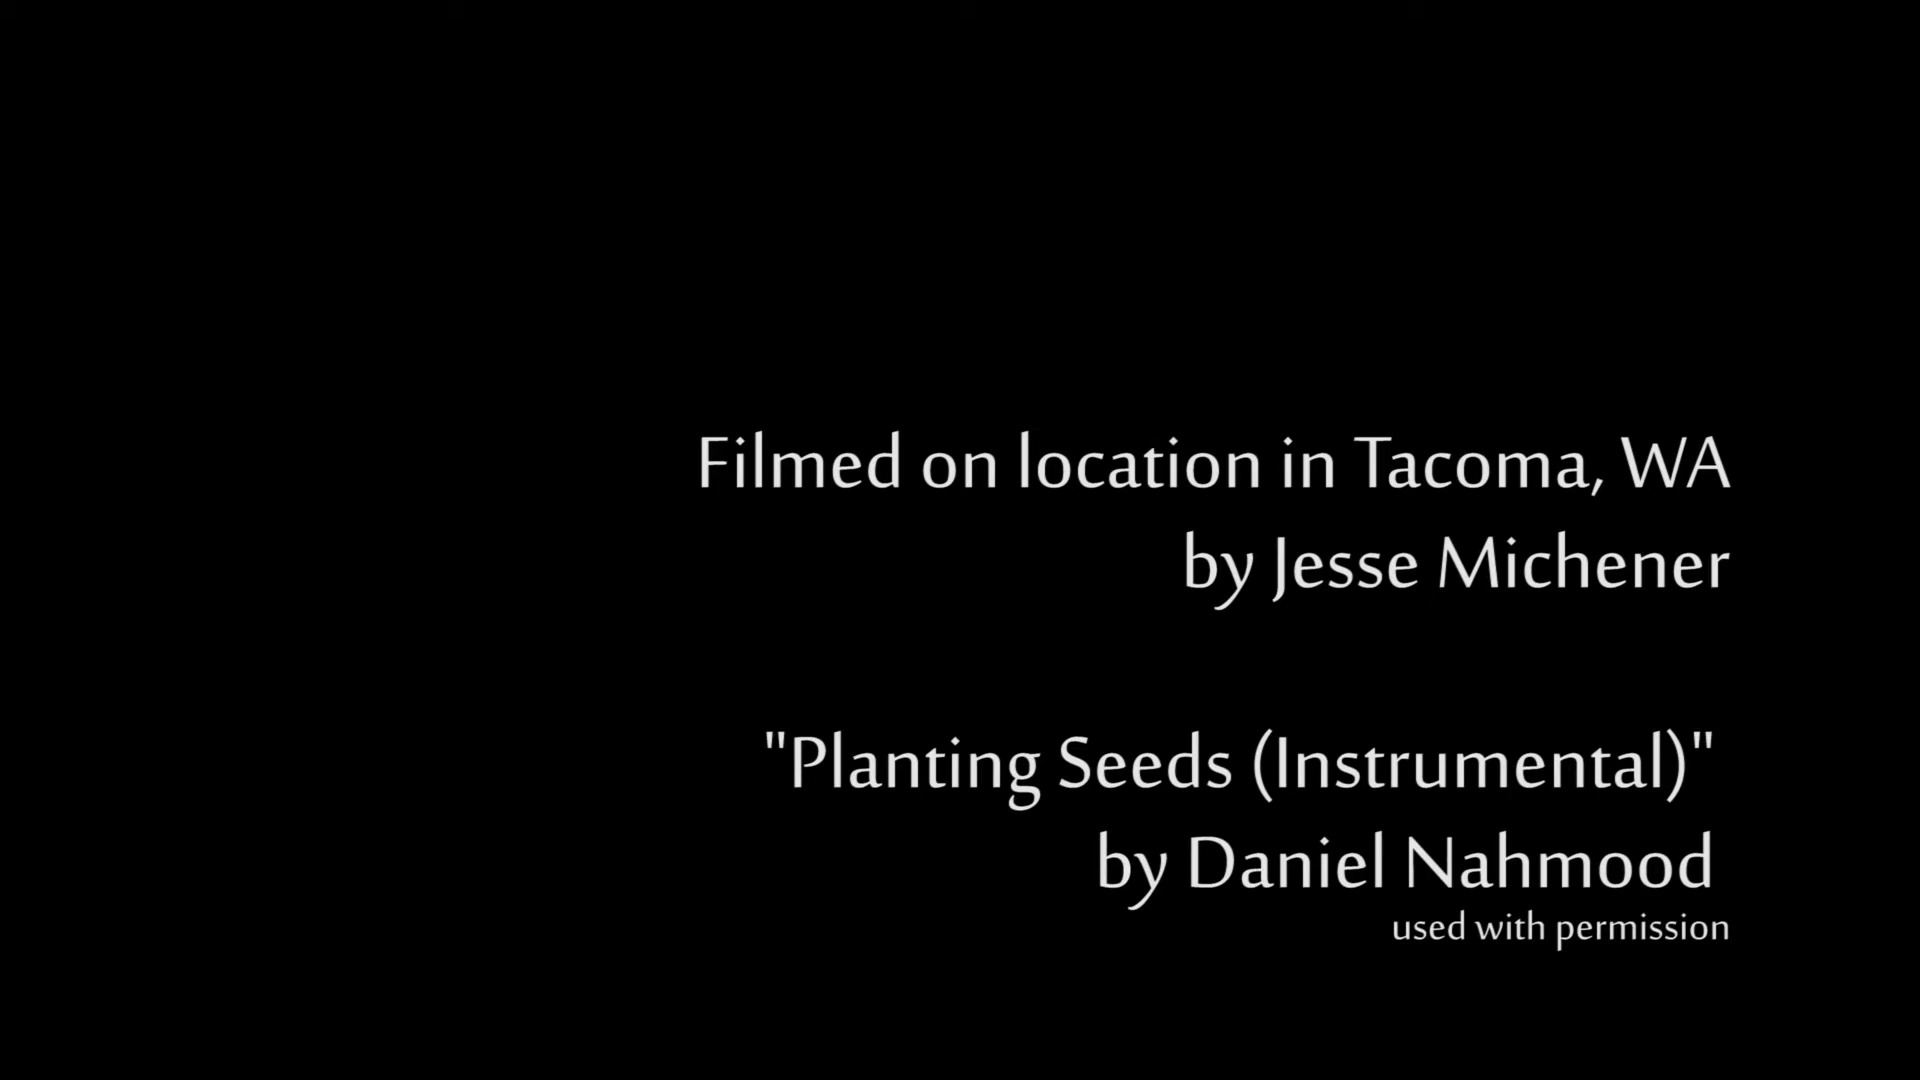 Filmed on location in Tacoma, WA
by Jesse Michener
"Planting Seeds (Instrumental)"
by Daniel Nahmood
used with permission